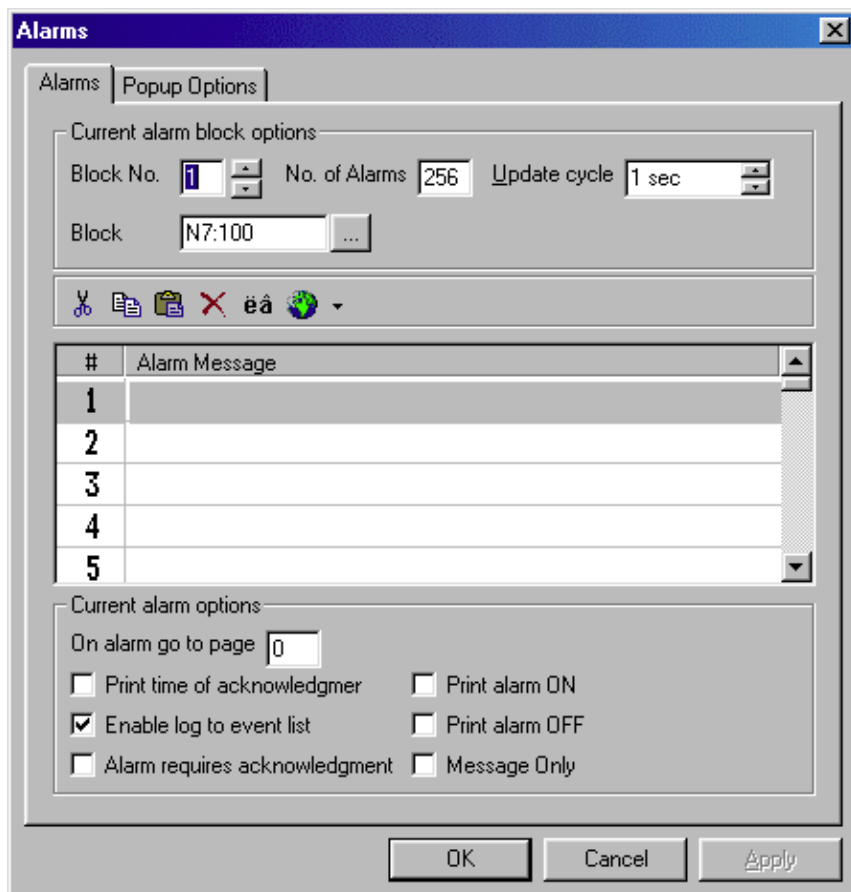 Alarms
Alarms Popup Options
Current alarm block options
Block No. 1 No. of Alarms 256 Update cycle 1 sec
Block N7:100 ...
ëâ
# Alarm Message
1
2
3
4
5
Current alarm options
On alarm go to page 0
Print time of acknowledgmer Print alarm ON
Enable log to event list Print alarm OFF
Alarm requires acknowledgment Message Only
OK Cancel Apply